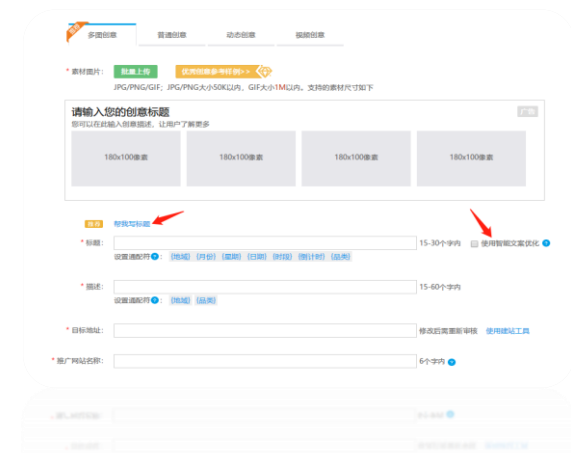 推荐
多图创意 普通创意 动态创意 视频创意
* 素材图片： 批量上传 优秀创意参考样例>>
JPG/PNG/GIF；JPG/PNG大小50K以内，GIF大小1M以内。支持的素材尺寸如下
请输入您的创意标题 广告
您可以在此输入创意描述，让用户了解更多
180x100像素 180x100像素 180x100像素 180x100像素
推荐 帮我写标题
* 标题： 15-30个字内 使用智能文案优化 ?
设置通配符?： {地域} {月份} {星期} {日期} {时段} {倒计时} {品类}
* 描述： 15-60个字内
设置通配符?： {地域} {品类}
* 目标地址： 修改后需重新审核 使用建站工具
* 推广网站名称： 6个字内 ?